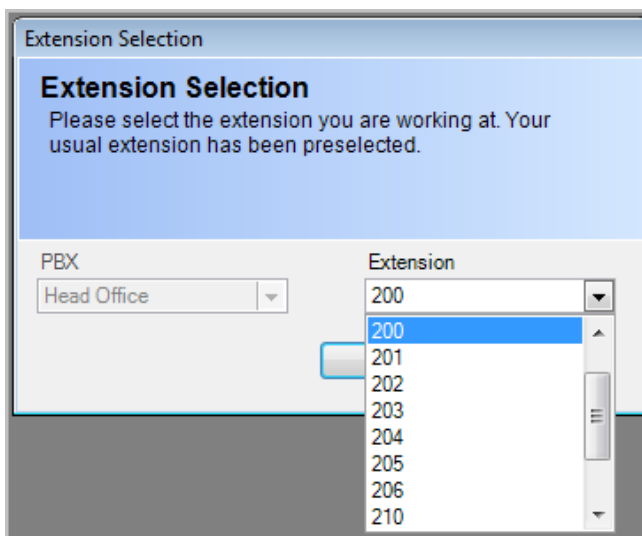 Extension Selection
Extension Selection
Please select the extension you are working at. Your
usual extension has been preselected.
PBX
Extension
Head Office
200
200
201
202
203
204
205
206
210